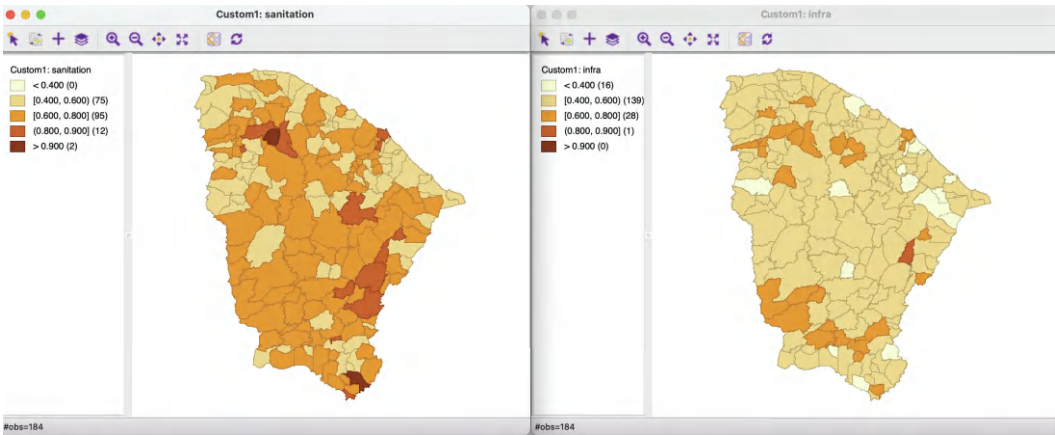 Custom1: sanitation
Custom1: sanitation
< 0.400 (0)
[0.400, 0.600) (75)
[0.600, 0.800] (95)
(0.800, 0.900] (12)
> 0.900 (2)
#obs=184
Custom1: infra
Custom1: infra
< 0.400 (16)
[0.400, 0.600) (139)
[0.600, 0.800] (28)
(0.800, 0.900] (1)
> 0.900 (0)
#obs=184